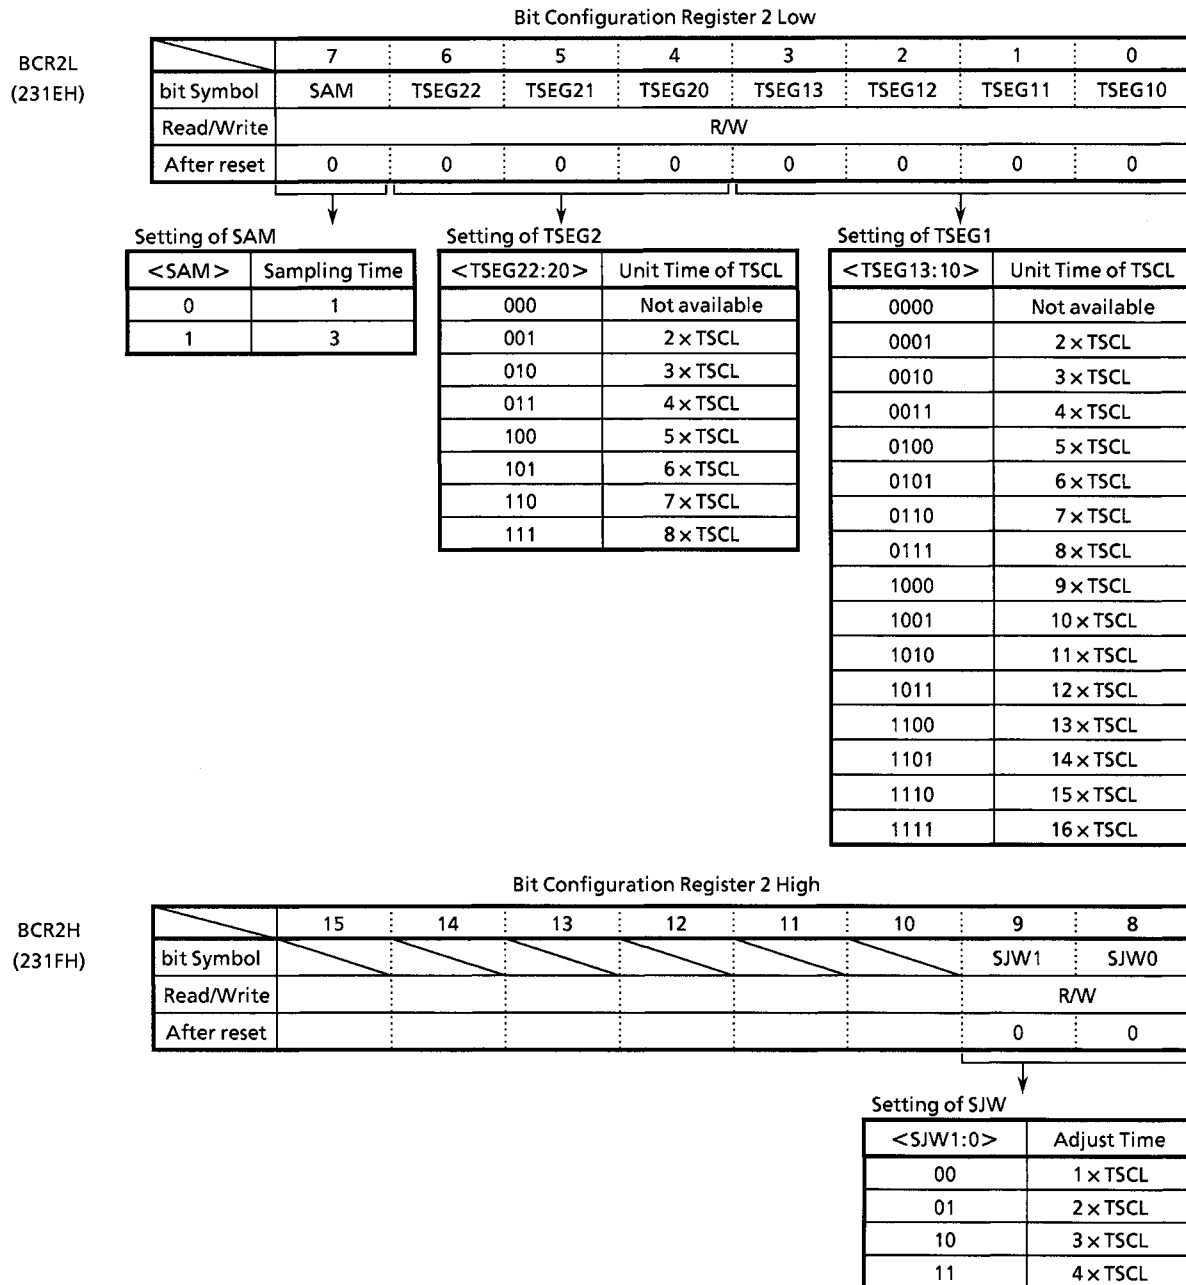 Bit Configuration Register 2 Low
BCR2L
(231EH)
7 6 5 4 3 2 1 0
bit Symbol SAM TSEG22 TSEG21 TSEG20 TSEG13 TSEG12 TSEG11 TSEG10
Read/Write R/W
After reset 0 0 0 0 0 0 0 0
Setting of SAM
<SAM> Sampling Time
0 1
1 3
Setting of TSEG2
<TSEG22:20> Unit Time of TSCL
000 Not available
001 2×TSCL
010 3×TSCL
011 4×TSCL
100 5×TSCL
101 6×TSCL
110 7×TSCL
111 8×TSCL
Setting of TSEG1
<TSEG13:10> Unit Time of TSCL
0000 Not available
0001 2×TSCL
0010 3×TSCL
0011 4×TSCL
0100 5×TSCL
0101 6×TSCL
0110 7×TSCL
0111 8×TSCL
1000 9×TSCL
1001 10×TSCL
1010 11×TSCL
1011 12×TSCL
1100 13×TSCL
1101 14×TSCL
1110 15×TSCL
1111 16×TSCL
Bit Configuration Register 2 High
BCR2H
(231FH)
15 14 13 12 11 10 9 8
bit Symbol SJW1 SJW0
Read/Write R/W
After reset 0 0
Setting of SJW
<SJW1:0> Adjust Time
00 1×TSCL
01 2×TSCL
10 3×TSCL
11 4×TSCL